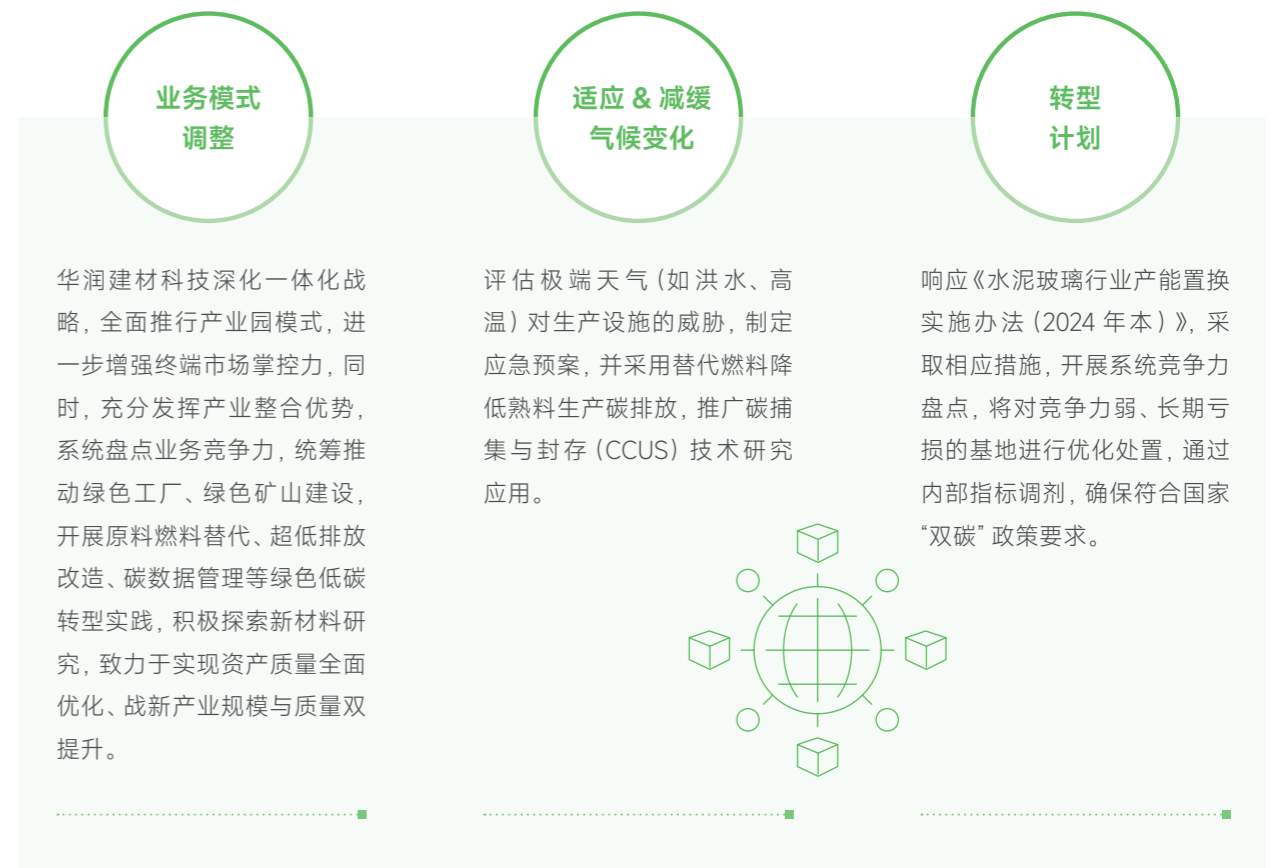 业务模式
调整
华润建材科技深化一体化战
略，全面推行产业园模式，进
一步增强终端市场掌控力，同
时，充分发挥产业整合优势，
系统盘点业务竞争力，统筹推
动绿色工厂、绿色矿山建设，
开展原料燃料替代、超低排放
改造、碳数据管理等绿色低碳
转型实践，积极探索新材料研
究，致力于实现资产质量全面
优化、战新产业规模与质量双
提升。
适应 & 减缓
气候变化
评估极端天气（如洪水、高
温）对生产设施的威胁，制定
应急预案，并采用替代燃料降
低熟料生产碳排放，推广碳捕
集与封存（CCUS）技术研究
应用。
转型
计划
响应《水泥玻璃行业产能置换
实施办法（2024 年本）》，采
取相应措施，开展系统竞争力
盘点，将对竞争力弱、长期亏
损的基地进行优化处置，通过
内部指标调剂，确保符合国家
“双碳” 政策要求。